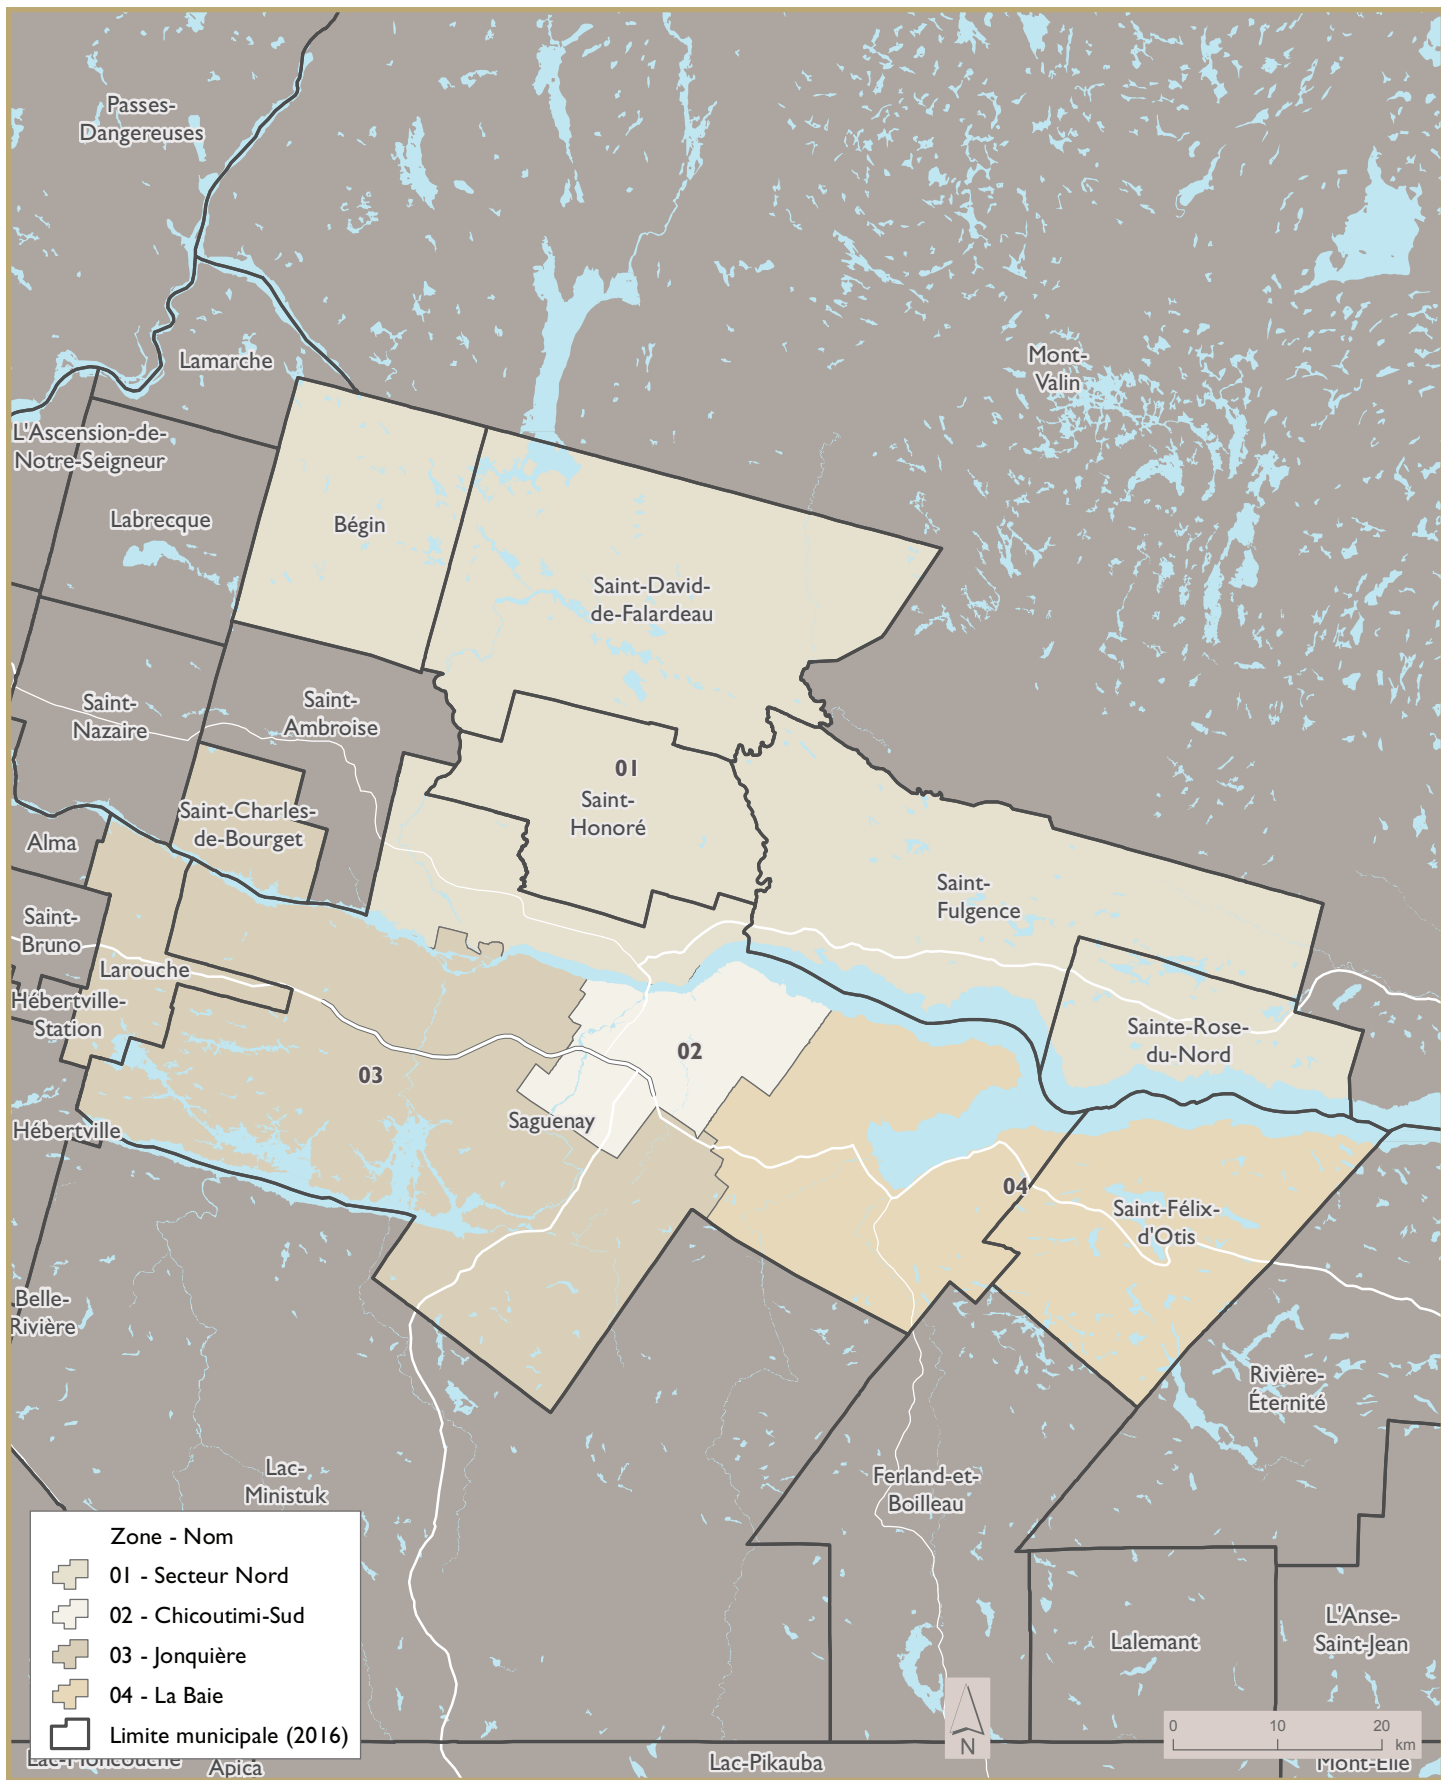 Passes-
Dangereuses
Lamarche
Mont-
Valin
L'Ascension-de-
Notre-Seigneur
Labrecque
Bégin
Saint-David-
de-Falardeau
Saint-
Nazaire
Saint-
Ambroise
01
Saint-
Honoré
Saint-Charles-
de-Bourget
Alma
Saint-
Fulgence
Saint-
Bruno
Larouche
Hébertville-
Station
Sainte-Rose-
du-Nord
02
03
Saguenay
Hébertville
04
Saint-Félix-
d'Otis
Belle-
Rivière
Rivière-
Éternité
Lac-
Ministuk
Ferland-et-
Boilleau
L'Anse-
Saint-Jean
Lalemant
Zone - Nom
01 - Secteur Nord
02 - Chicoutimi-Sud
03 - Jonquière
04 - La Baie
Limite municipale (2016)
N
0 10 20
km
Lac-Moncouche
Apica
Lac-Pikauba
Mont-Élie